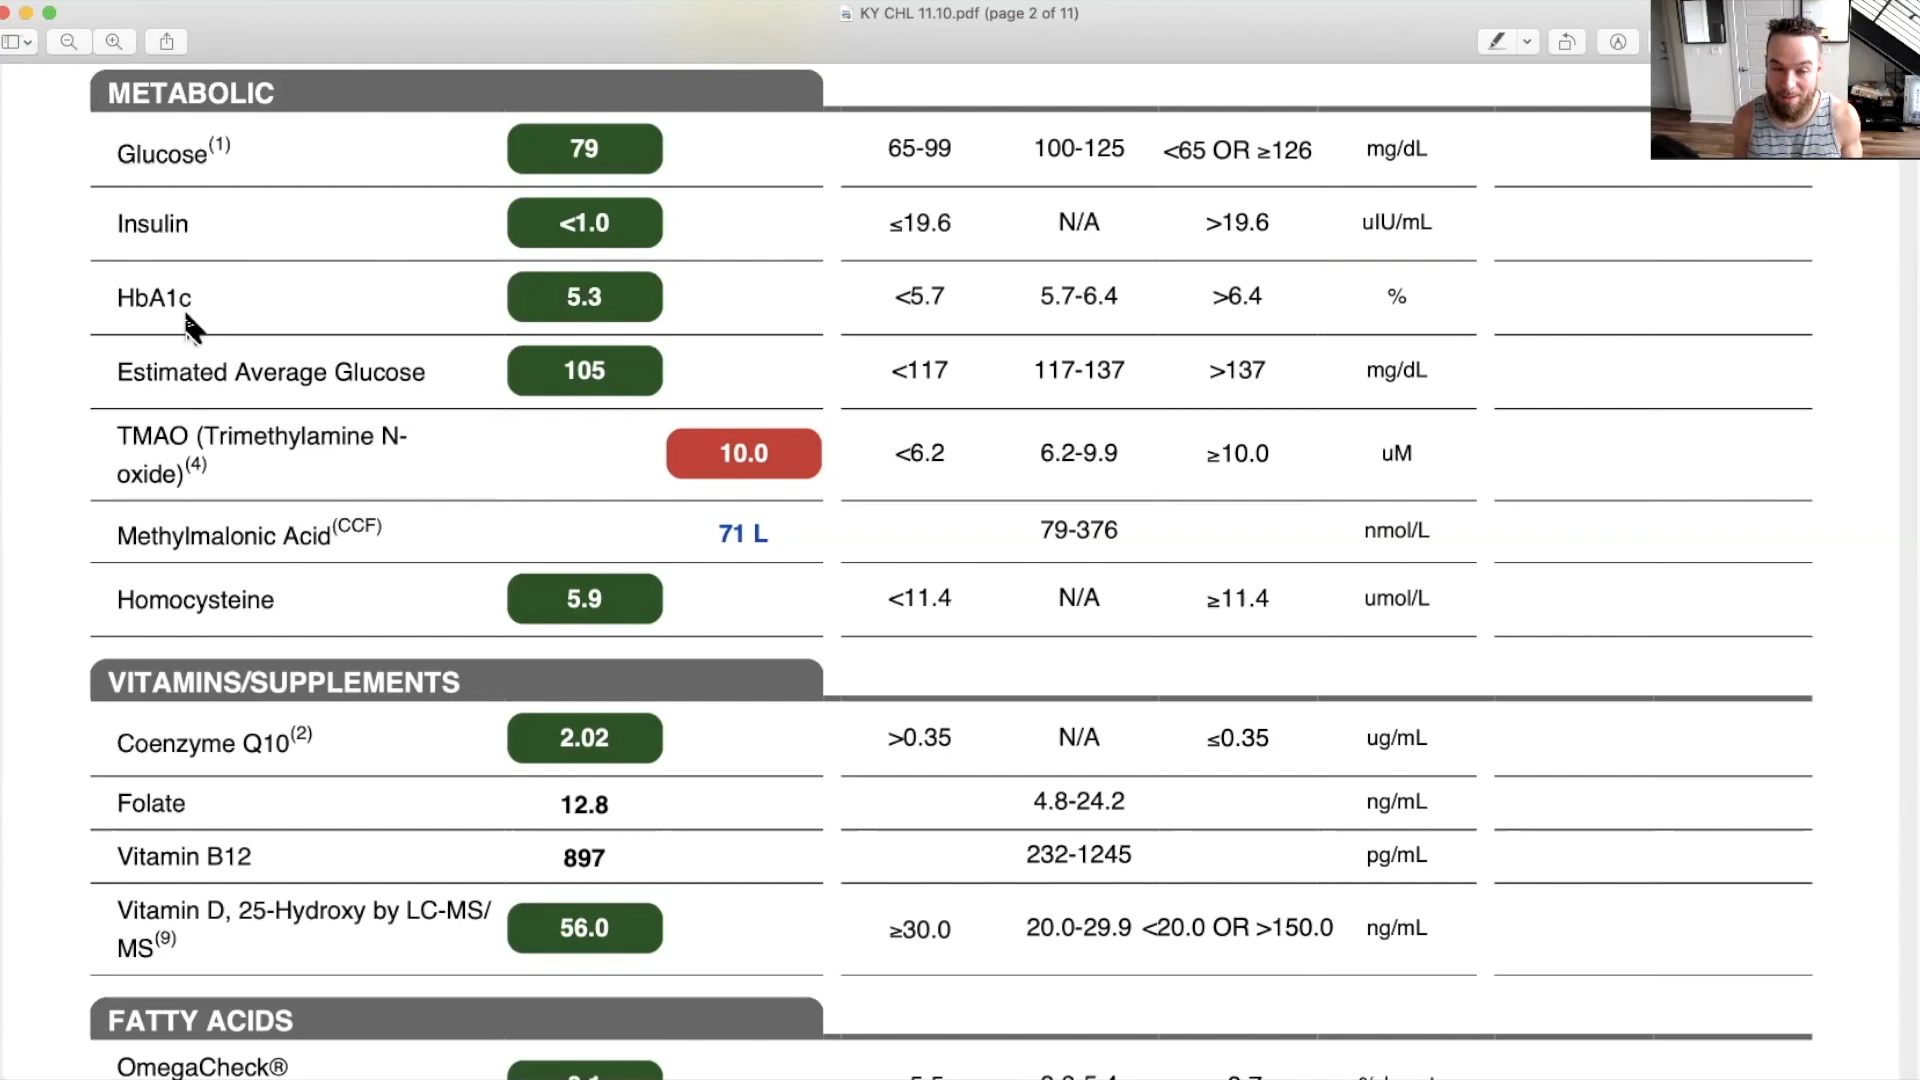 KY CHL 11.10.pdf (page 2 of 11)
METABOLIC
Glucose(1) 79 65-99 100-125 <65 OR ≥126 mg/dL
Insulin <1.0 ≤19.6 N/A >19.6 uIU/mL
HbA1c 5.3 <5.7 5.7-6.4 >6.4 %
Estimated Average Glucose 105 <117 117-137 >137 mg/dL
TMAO (Trimethylamine N-
oxide)(4) 10.0 <6.2 6.2-9.9 ≥10.0 uM
Methylmalonic Acid(CCF) 71 L 79-376 nmol/L
Homocysteine 5.9 <11.4 N/A ≥11.4 umol/L
VITAMINS/SUPPLEMENTS
Coenzyme Q10(2) 2.02 >0.35 N/A ≤0.35 ug/mL
Folate 12.8 4.8-24.2 ng/mL
Vitamin B12 897 232-1245 pg/mL
Vitamin D, 25-Hydroxy by LC-MS/
MS(9) 56.0 ≥30.0 20.0-29.9 <20.0 OR >150.0 ng/mL
FATTY ACIDS
OmegaCheck®